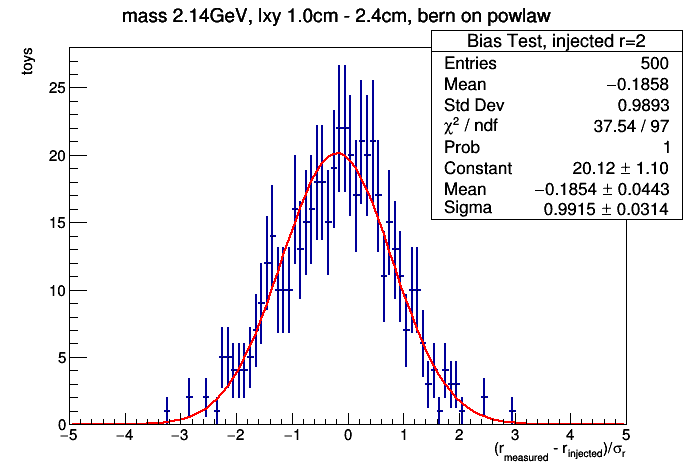 mass 2.14GeV, lxy 1.0cm - 2.4cm, bern on powlaw
Bias Test, injected r=2
Entries 500
Mean −0.1858
Std Dev 0.9893
χ² / ndf 37.54 / 97
Prob 1
Constant 20.12 ± 1.10
Mean −0.1854 ± 0.0443
Sigma 0.9915 ± 0.0314
toys
25
20
15
10
5
0
−5 −4 −3 −2 −1 0 1 2 3 4 5
(r_measured - r_injected)/σ_r